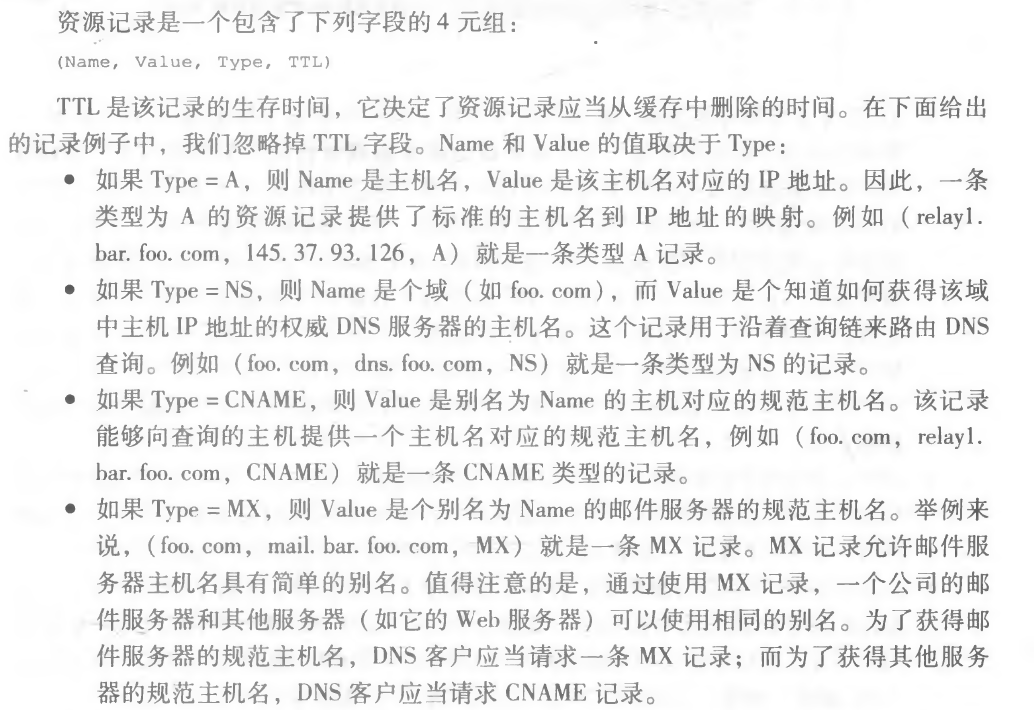 资源记录是一个包含了下列字段的4元组：
(Name, Value, Type, TTL)
TTL 是该记录的生存时间，它决定了资源记录应当从缓存中删除的时间。在下面给出
的记录例子中，我们忽略掉 TTL 字段。Name 和 Value 的值取决于 Type：
● 如果 Type = A，则 Name 是主机名，Value 是该主机名对应的 IP 地址。因此，一条
类型为 A 的资源记录提供了标准的主机名到 IP 地址的映射。例如（relay1.
bar. foo. com，145. 37. 93. 126，A）就是一条类型 A 记录。
● 如果 Type = NS，则 Name 是个域（如 foo. com），而 Value 是个知道如何获得该域
中主机 IP 地址的权威 DNS 服务器的主机名。这个记录用于沿着查询链来路由 DNS
查询。例如（foo. com，dns. foo. com，NS）就是一条类型为 NS 的记录。
● 如果 Type = CNAME，则 Value 是别名为 Name 的主机对应的规范主机名。该记录
能够向查询的主机提供一个主机名对应的规范主机名，例如（foo. com，relay1.
bar. foo. com，CNAME）就是一条 CNAME 类型的记录。
● 如果 Type = MX，则 Value 是个别名为 Name 的邮件服务器的规范主机名。举例来
说，（foo. com，mail. bar. foo. com，MX）就是一条 MX 记录。MX 记录允许邮件服
务器主机名具有简单的别名。值得注意的是，通过使用 MX 记录，一个公司的邮
件服务器和其他服务器（如它的 Web 服务器）可以使用相同的别名。为了获得邮
件服务器的规范主机名，DNS 客户应当请求一条 MX 记录；而为了获得其他服务
器的规范主机名，DNS 客户应当请求 CNAME 记录。